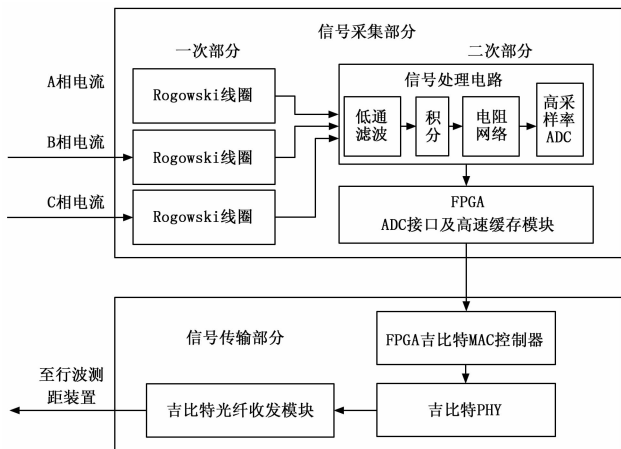 信号采集部分
一次部分
二次部分
A相电流
Rogowski线圈
B相电流
Rogowski线圈
C相电流
Rogowski线圈
信号处理电路
低通
滤波
积
分
电阻
网络
高采
样率
ADC
FPGA
ADC接口及高速缓存模块
信号传输部分
FPGA吉比特MAC控制器
吉比特PHY
吉比特光纤收发模块
至行波测
距装置